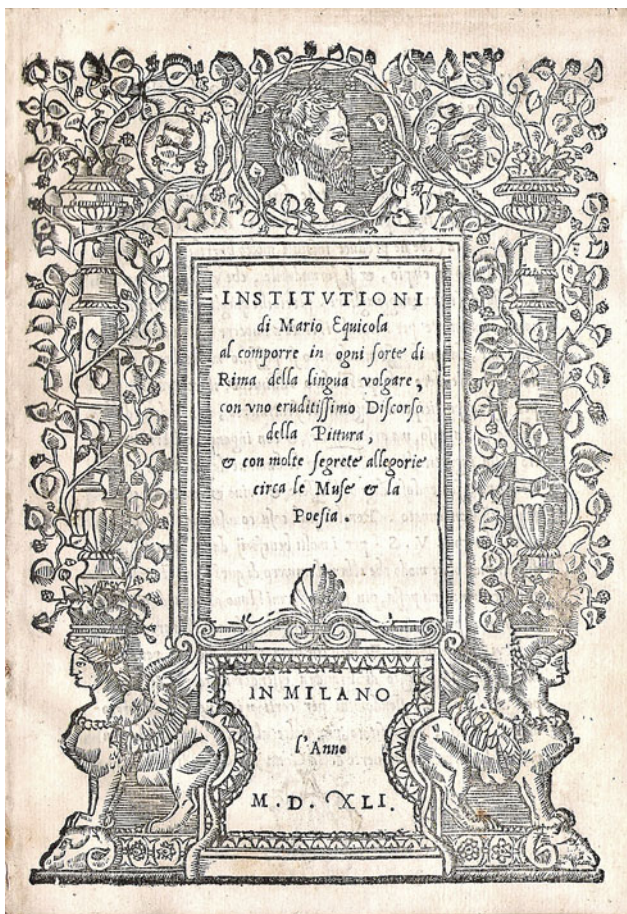 INSTITVTIONI
di Mario Equicola
al comporre in ogni ſorte di
Rima della lingua volgare,
con vno eruditiſſimo Diſcorſo
della Pittura,
& con molte ſegrete allegorie
circa le Muſe & la
Poeſia.
IN MILANO
l'Anno
M. D. XLI.